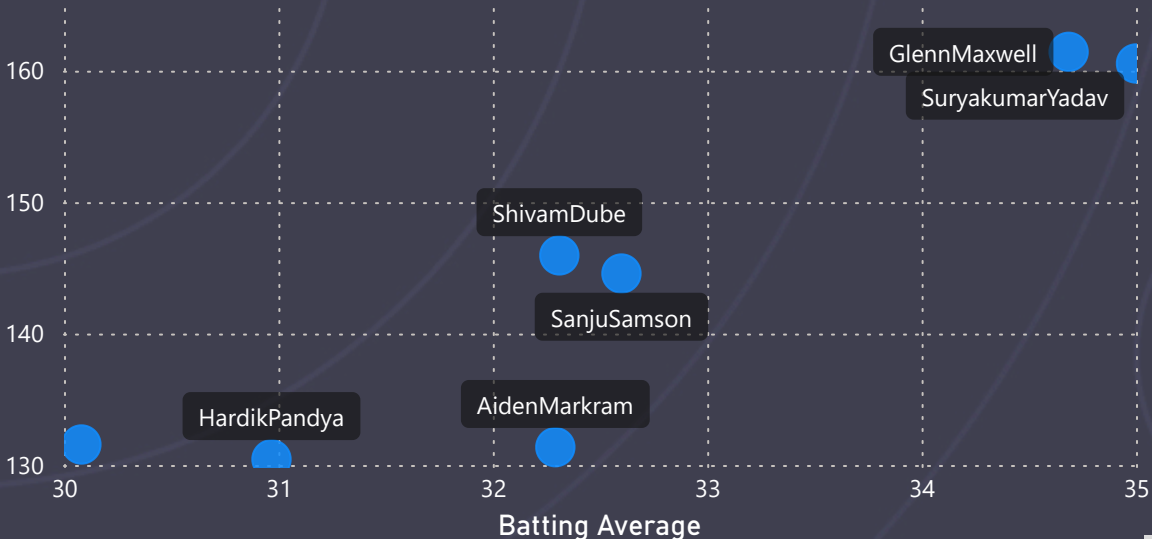 160
GlennMaxwell
SuryakumarYadav
150
ShivamDube
140
SanjuSamson
AidenMarkram
HardikPandya
130
30 31 32 33 34 35
Batting Average